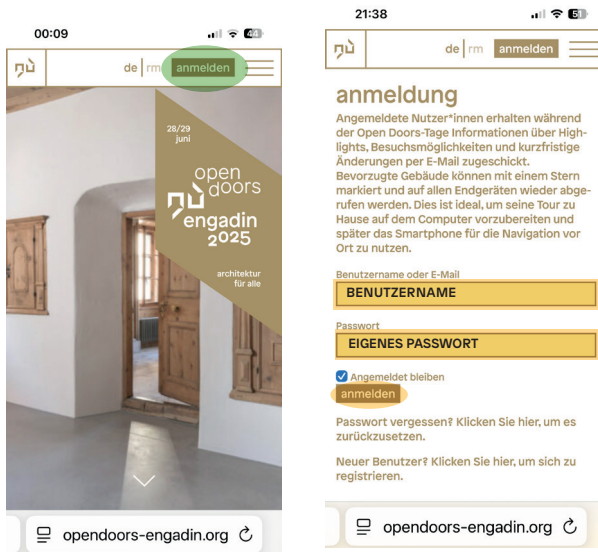 00:09
44
de | rm
anmelden
28/29
juni
open
doors
engadin
2025
architektur
für alle
opendoors-engadin.org
21:38
51
de | rm
anmelden
anmeldung
Angemeldete Nutzer*innen erhalten während
der Open Doors-Tage Informationen über High-
lights, Besuchsmöglichkeiten und kurzfristige
Änderungen per E-Mail zugeschickt.
Bevorzugte Gebäude können mit einem Stern
markiert und auf allen Endgeräten wieder abge-
rufen werden. Dies ist ideal, um seine Tour zu
Hause auf dem Computer vorzubereiten und
später das Smartphone für die Navigation vor
Ort zu nutzen.
Benutzername oder E-Mail
BENUTZERNAME
Passwort
EIGENES PASSWORT
Angemeldet bleiben
anmelden
Passwort vergessen? Klicken Sie hier, um es
zurückzusetzen.
Neuer Benutzer? Klicken Sie hier, um sich zu
registrieren.
opendoors-engadin.org